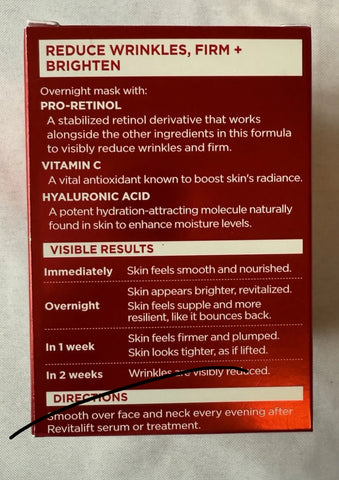 REDUCE WRINKLES, FIRM +
BRIGHTEN
Overnight mask with:
PRO-RETINOL
A stabilized retinol derivative that works
alongside the other ingredients in this formula
to visibly reduce wrinkles and firm.
VITAMIN C
A vital antioxidant known to boost skin's radiance.
HYALURONIC ACID
A potent hydration-attracting molecule naturally
found in skin to enhance moisture levels.
VISIBLE RESULTS
Immediately Skin feels smooth and nourished.
Overnight Skin appears brighter, revitalized.
Skin feels supple and more
resilient, like it bounces back.
In 1 week Skin feels firmer and plumped.
Skin looks tighter, as if lifted.
In 2 weeks Wrinkles are visibly reduced.
DIRECTIONS
Smooth over face and neck every evening after
Revitalift serum or treatment.